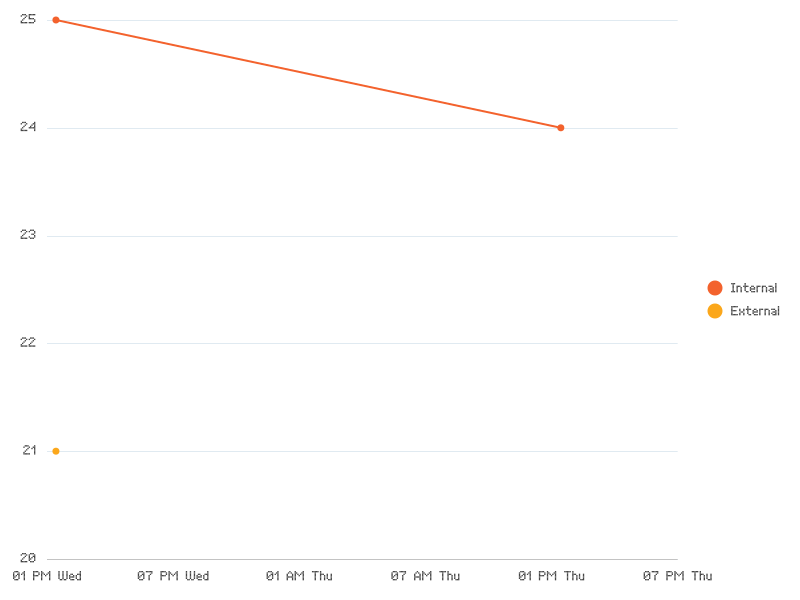 25
24
23
22
21
20
01 PM Wed
07 PM Wed
01 AM Thu
07 AM Thu
01 PM Thu
07 PM Thu
Internal
External